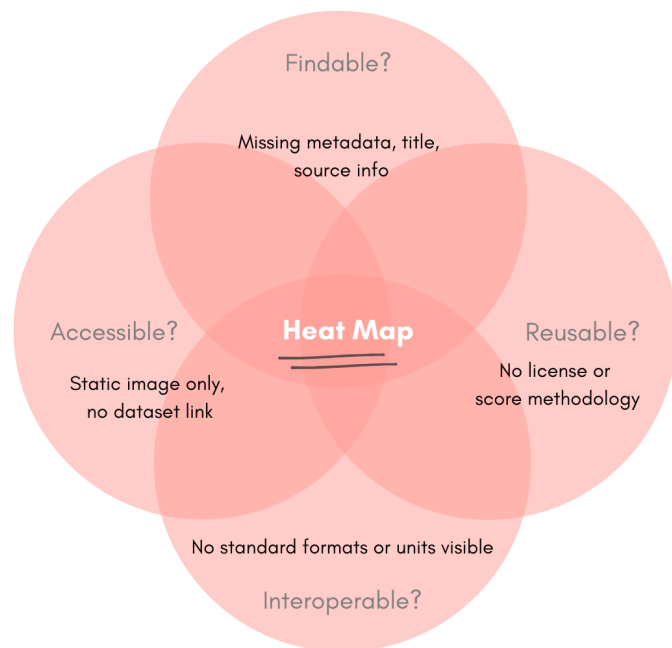 Findable?
Missing metadata, title,
source info
Accessible?
Static image only,
no dataset link
Heat Map
Reusable?
No license or
score methodology
No standard formats or units visible
Interoperable?